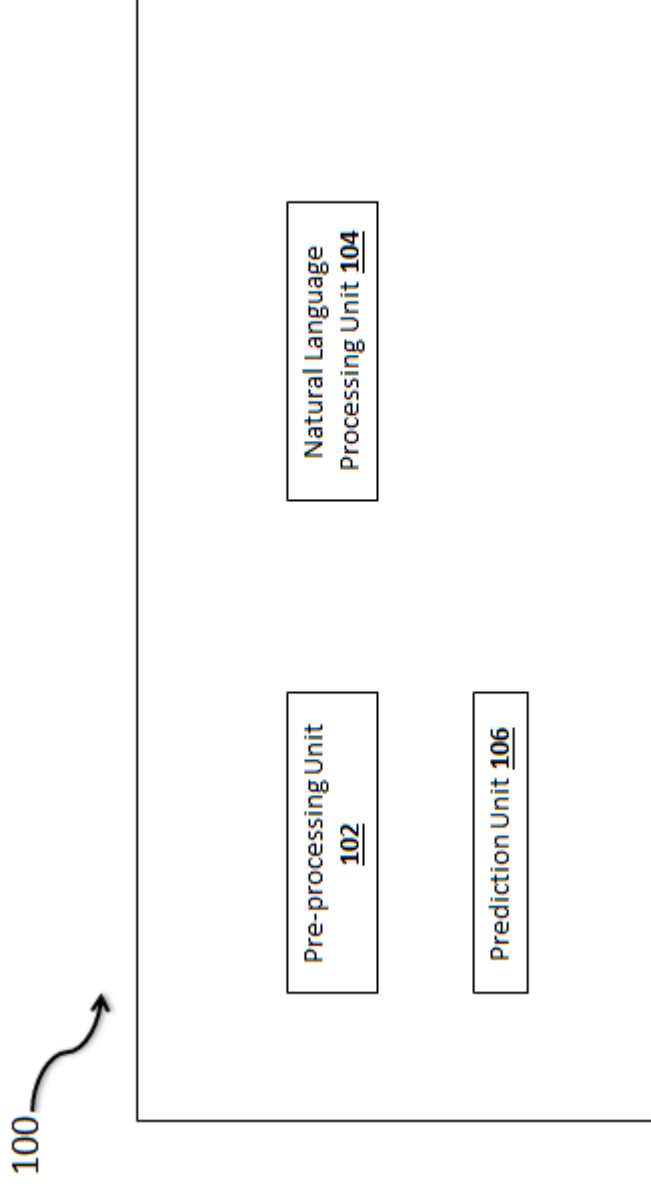 100
Pre-processing Unit
102
Natural Language
Processing Unit 104
Prediction Unit 106